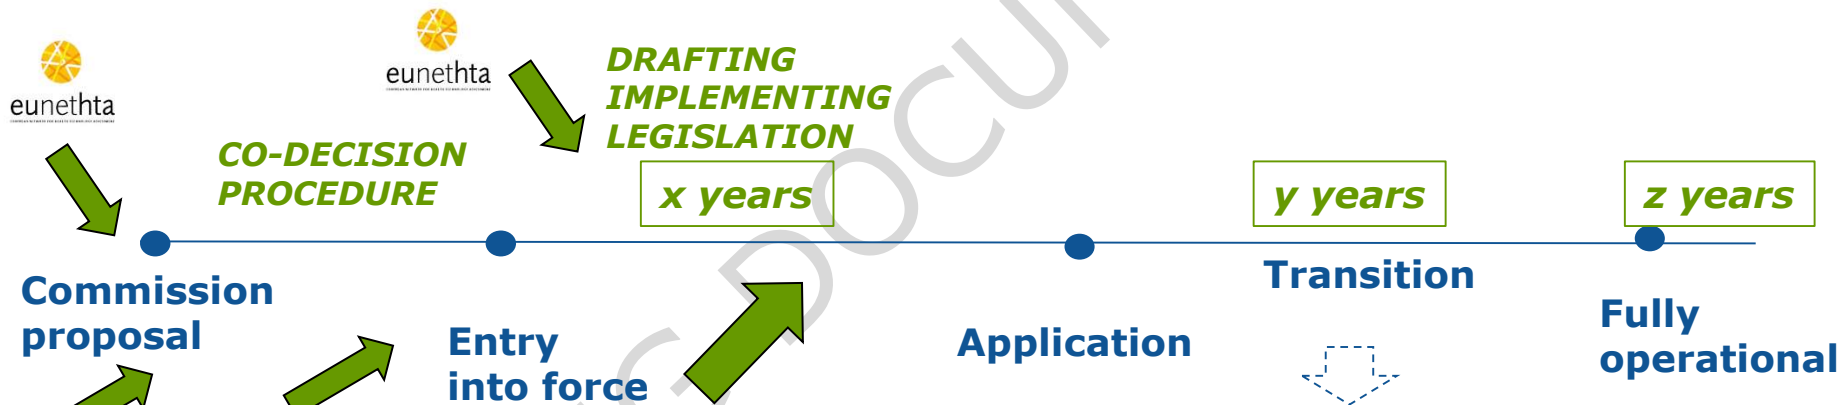 eunethta
eunethta
DRAFTING
IMPLEMENTING
LEGISLATION
CO-DECISION
PROCEDURE
x years
y years
z years
Commission
proposal
Entry
into force
Application
Transition
Fully
operational